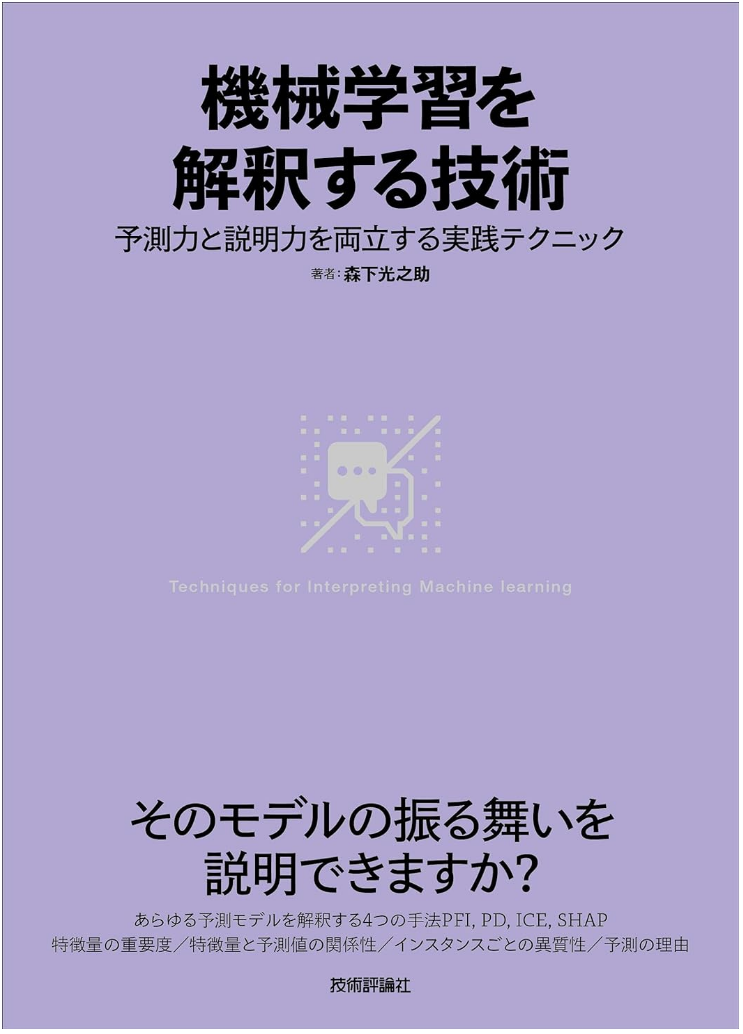 機械学習を
解釈する技術
予測力と説明力を両立する実践テクニック
著者：森下光之助
Techniques for Interpreting Machine learning
そのモデルの振る舞いを
説明できますか？
あらゆる予測モデルを解釈する4つの手法PFI, PD, ICE, SHAP
特徴量の重要度／特徴量と予測値の関係性／インスタンスごとの異質性／予測の理由
技術評論社